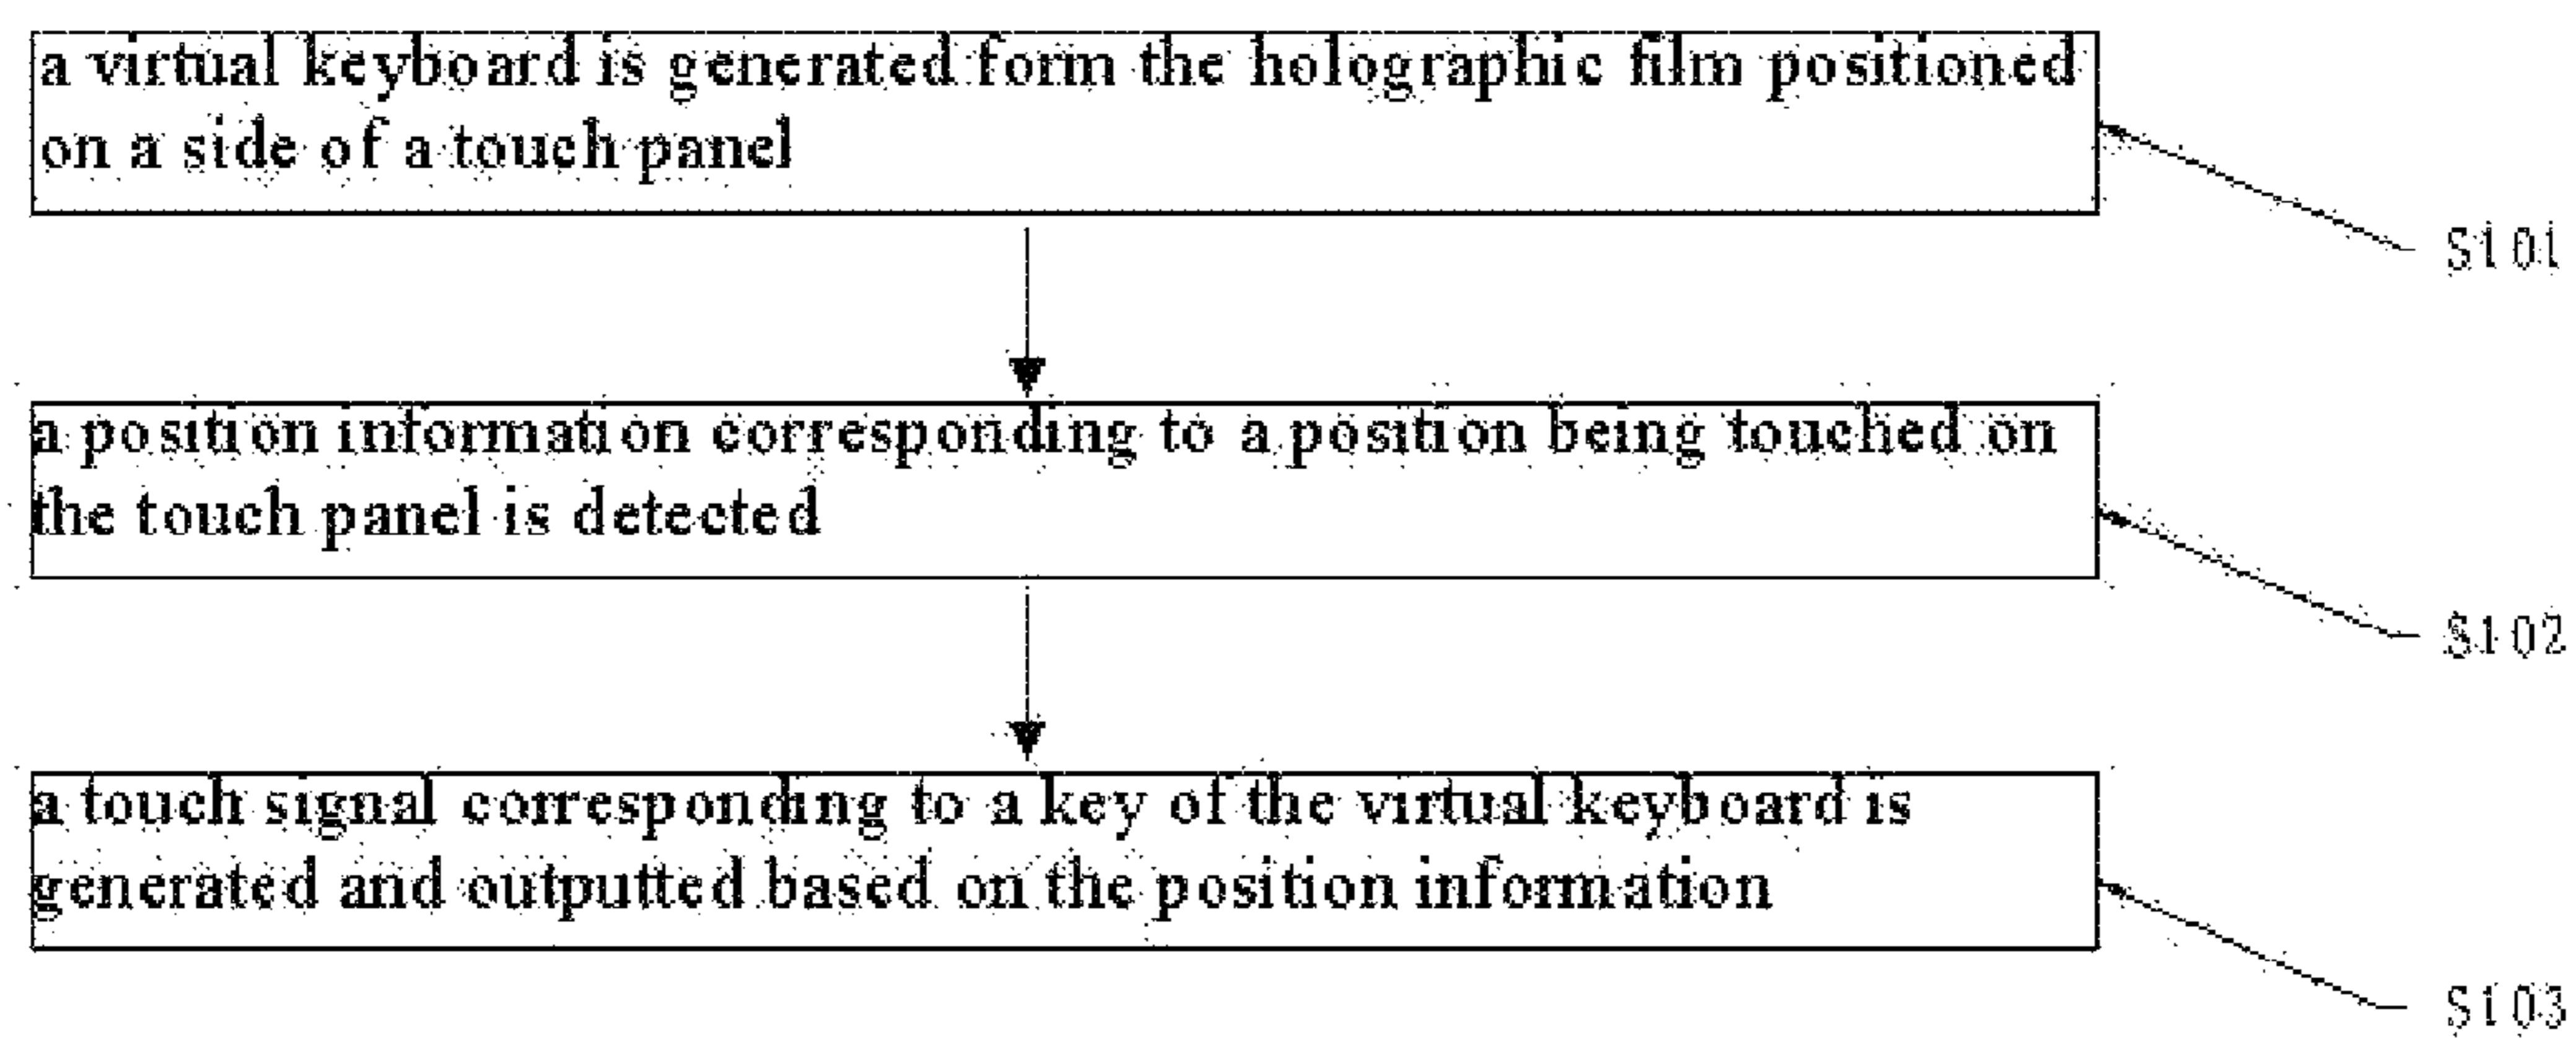 a virtual keyboard is generated form the holographic film positioned
on a side of a touch panel
S101
a position information corresponding to a position being touched on
the touch panel is detected
S102
a touch signal corresponding to a key of the virtual keyboard is
generated and outputted based on the position information
S103